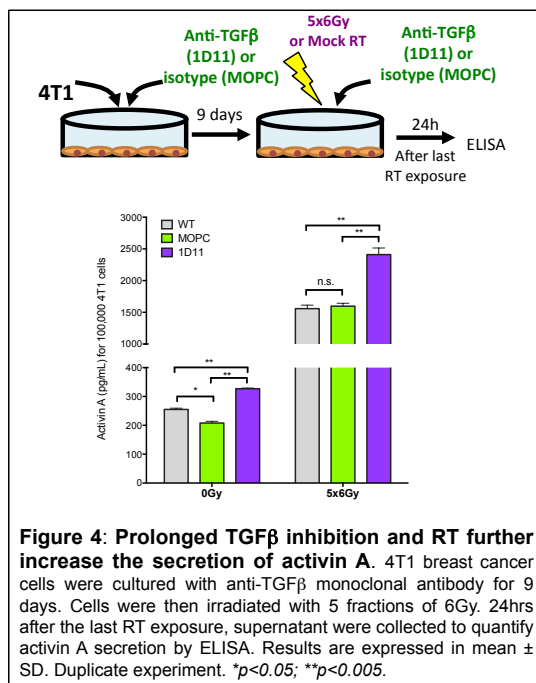 5x6Gy
or Mock RT
Anti-TGFβ
(1D11) or
isotype (MOPC)
Anti-TGFβ
(1D11) or
isotype (MOPC)
4T1
9 days
24h
After last
RT exposure
ELISA
WT
MOPC
1D11
Activin A (pg/mL) for 100,000 4T1 cells
3000
2500
2000
1500
1000
400
300
200
100
0
**
*
**
n.s.
**
**
0Gy
5x6Gy
Figure 4: Prolonged TGFβ inhibition and RT further
increase the secretion of activin A. 4T1 breast cancer
cells were cultured with anti-TGFβ monoclonal antibody for 9
days. Cells were then irradiated with 5 fractions of 6Gy. 24hrs
after the last RT exposure, supernatant were collected to quantify
activin A secretion by ELISA. Results are expressed in mean ±
SD. Duplicate experiment. *p<0.05; **p<0.005.